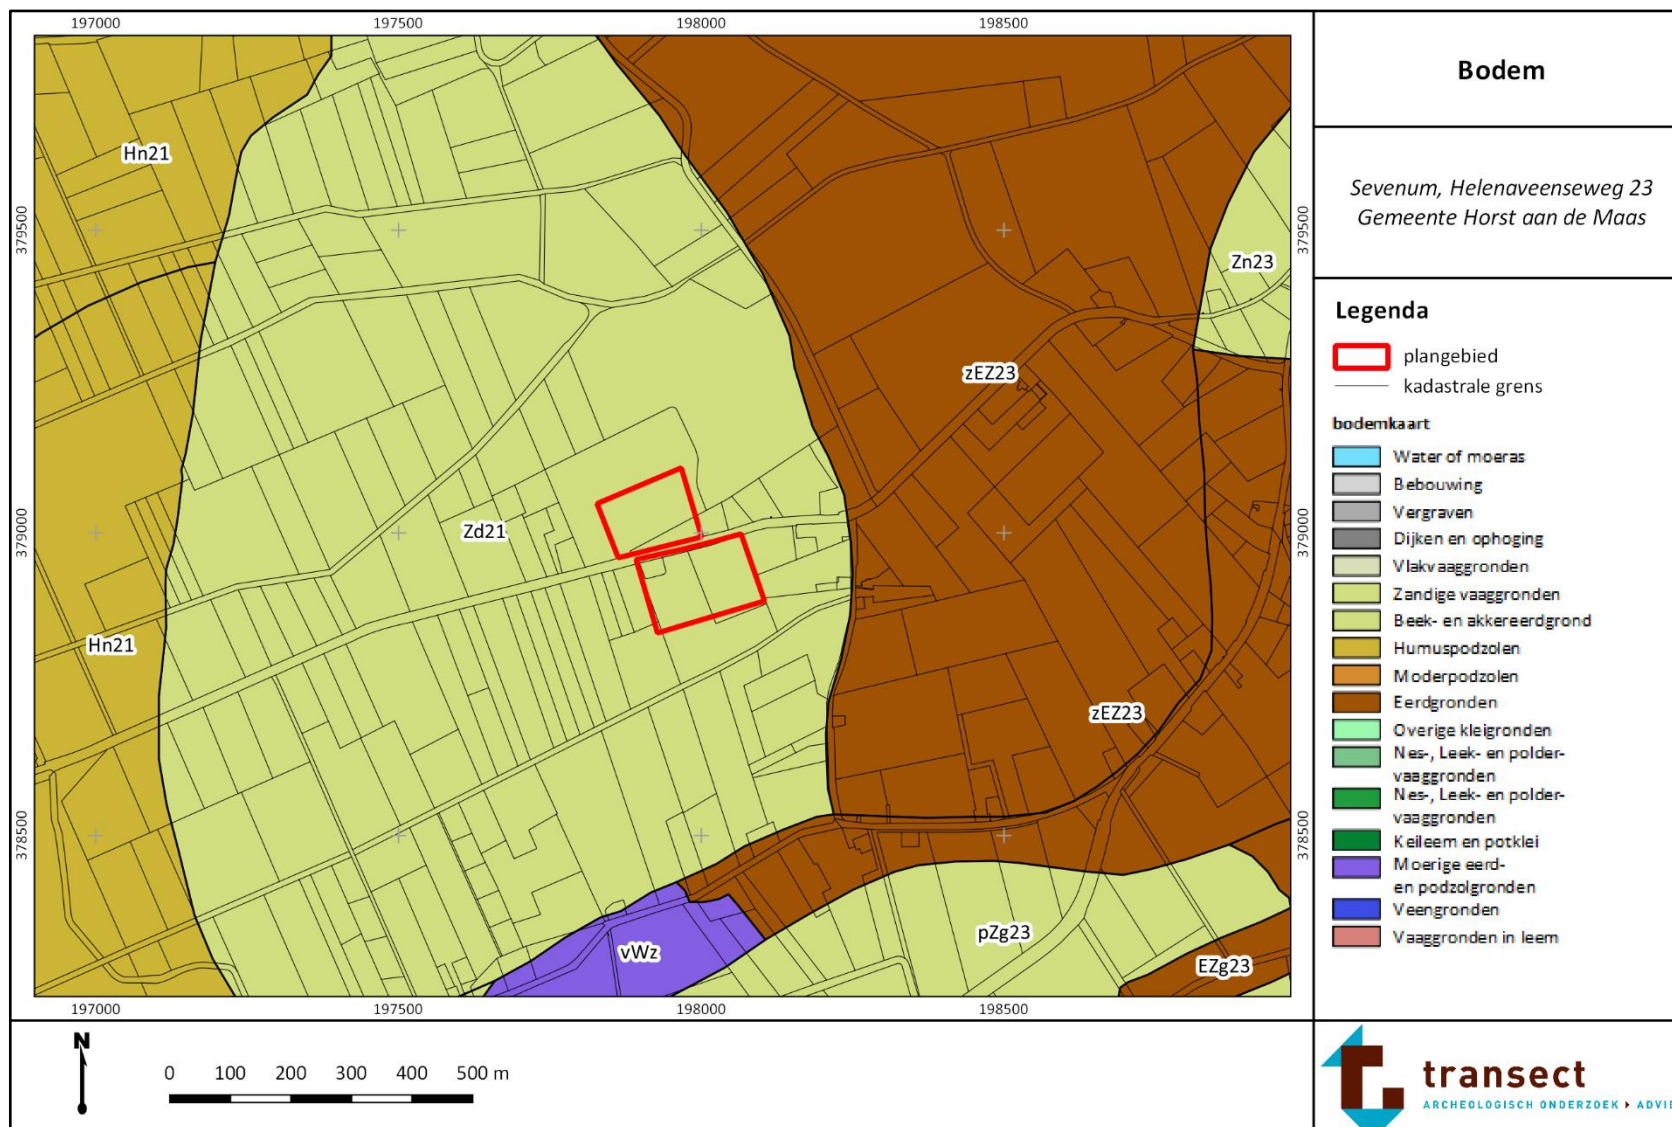 197000 197500 198000 198500
Bodem
Sevenum, Helenaveenseweg 23
Gemeente Horst aan de Maas
379500 379500
379000 379000
378500 378500
Hn21
Zn23
zEZ23
Zd21
Hn21
zEZ23
pZg23
vWz
EZg23
197000 197500 198000 198500
Legenda
plangebied
kadastrale grens
bodemkaart
Water of moeras
Bebouwing
Vergraven
Dijken en ophoging
Vlakvaaggronden
Zandige vaaggronden
Beek- en akkereerdgrond
Humuspodzolen
Moderpodzolen
Eerdgronden
Overige kleigronden
Nes-, Leek- en polder-
vaaggronden
Nes-, Leek- en polder-
vaaggronden
Keileem en potklei
Moerige eerd-
en podzolgronden
Veengronden
Vaaggronden in leem
N
0 100 200 300 400 500 m
transect
ARCHEOLOGISCH ONDERZOEK ADVIE